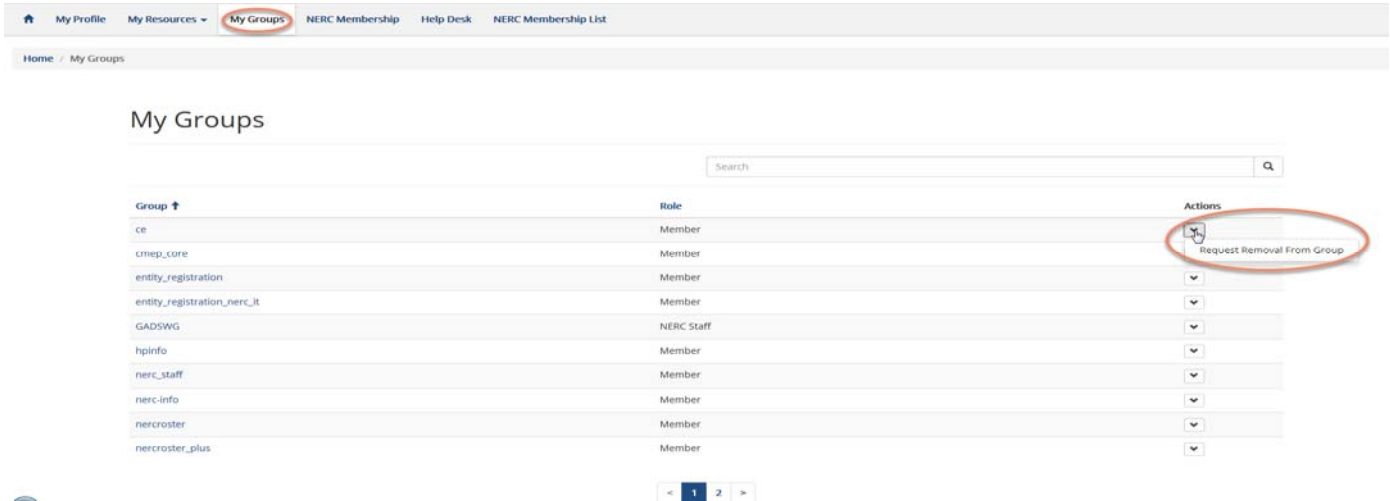 My Profile My Resources My Groups NERC Membership Help Desk NERC Membership List
Home / My Groups
My Groups
Search
Group Role Actions
ce Member
Request Removal From Group
cmep_core Member
entity_registration Member
entity_registration_nerc_it Member
GADSWG NERC Staff
hpinfo Member
nerc_staff Member
nerc-info Member
nercroster Member
nercroster_plus Member
< 1 2 >